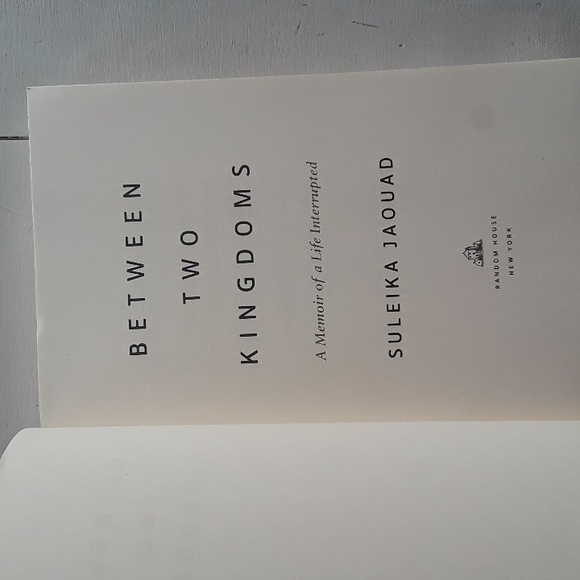 BETWEEN
TWO
KINGDOMS
A Memoir of a Life Interrupted
SULEIKA JAOUAD
RANDOM HOUSE
NEW YORK